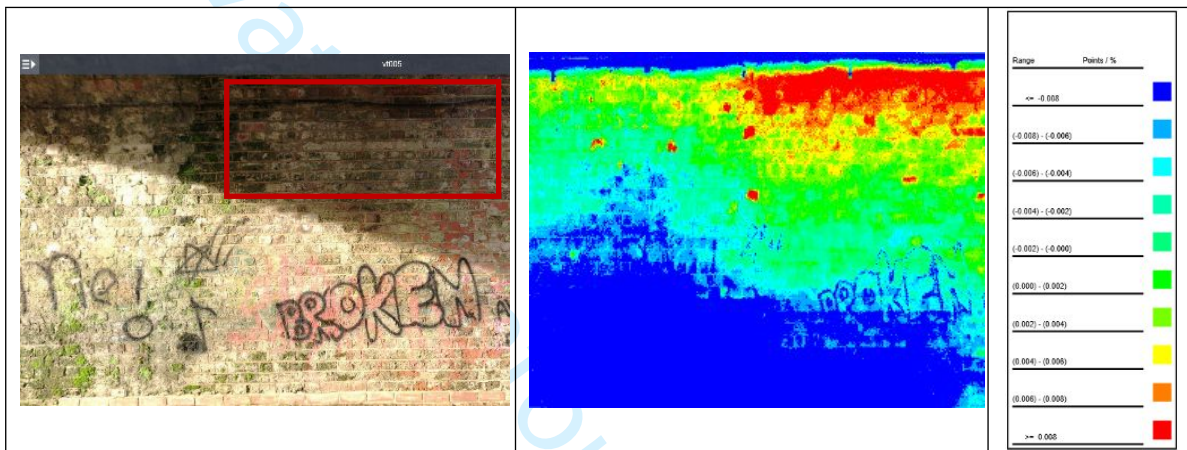 vt005
me!
BROKEN
Range Points / %
<= -0.008
(-0.008) - (-0.006)
(-0.006) - (-0.004)
(-0.004) - (-0.002)
(-0.002) - (-0.000)
(0.000) - (0.002)
(0.002) - (0.004)
(0.004) - (0.006)
(0.006) - (0.008)
>= 0.008